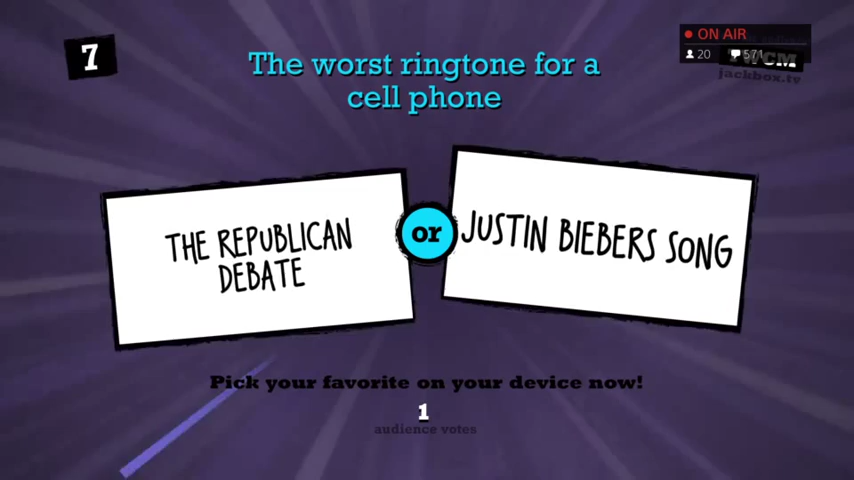 7
The worst ringtone for a
cell phone
ON AIR
20 571
jackbox.tv
THE REPUBLICAN
DEBATE
or
JUSTIN BIEBERS SONG
Pick your favorite on your device now!
1
audience votes